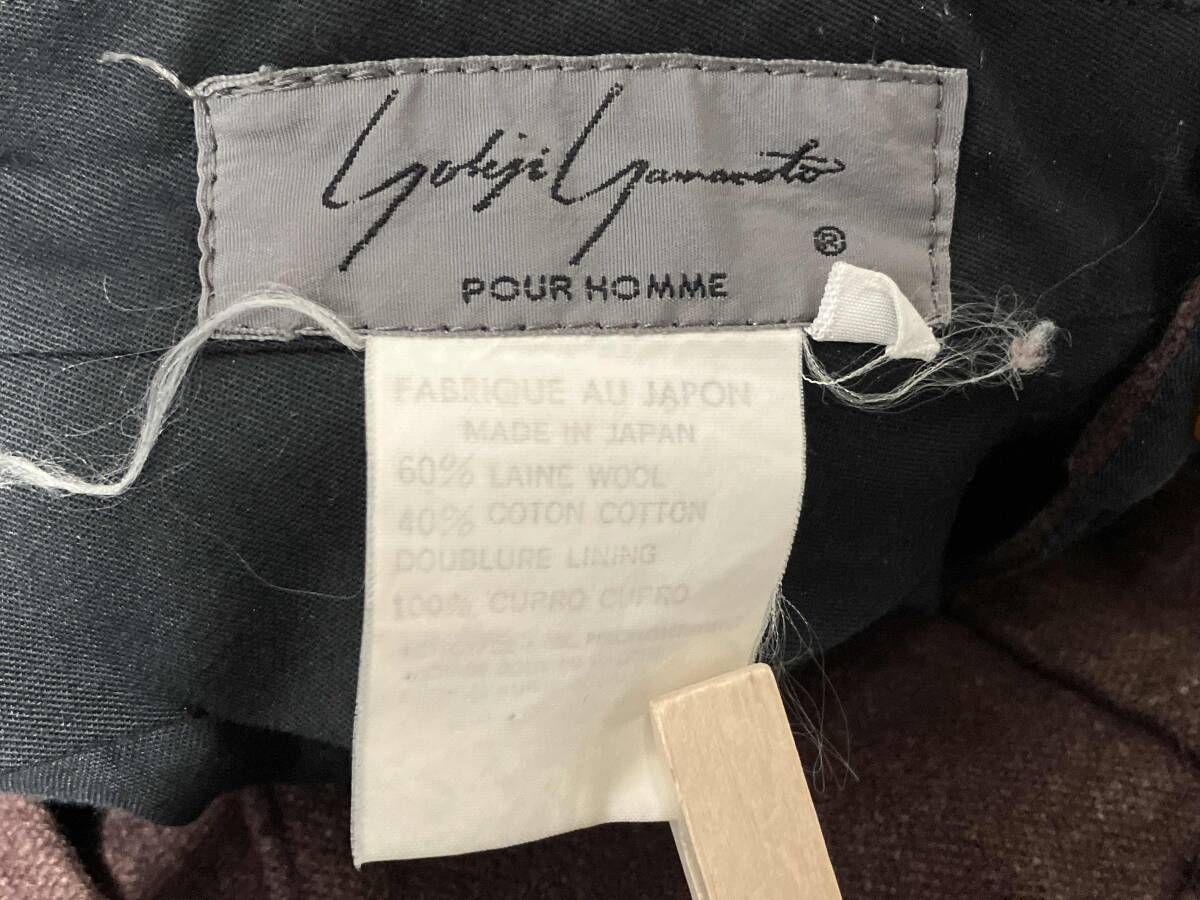 Yohji Yamamoto
®
POUR HOMME
FABRIQUE AU JAPON
MADE IN JAPAN
60% LAINE WOOL
40% COTON COTTON
DOUBLURE LINING
100% CUPRO CUPRO